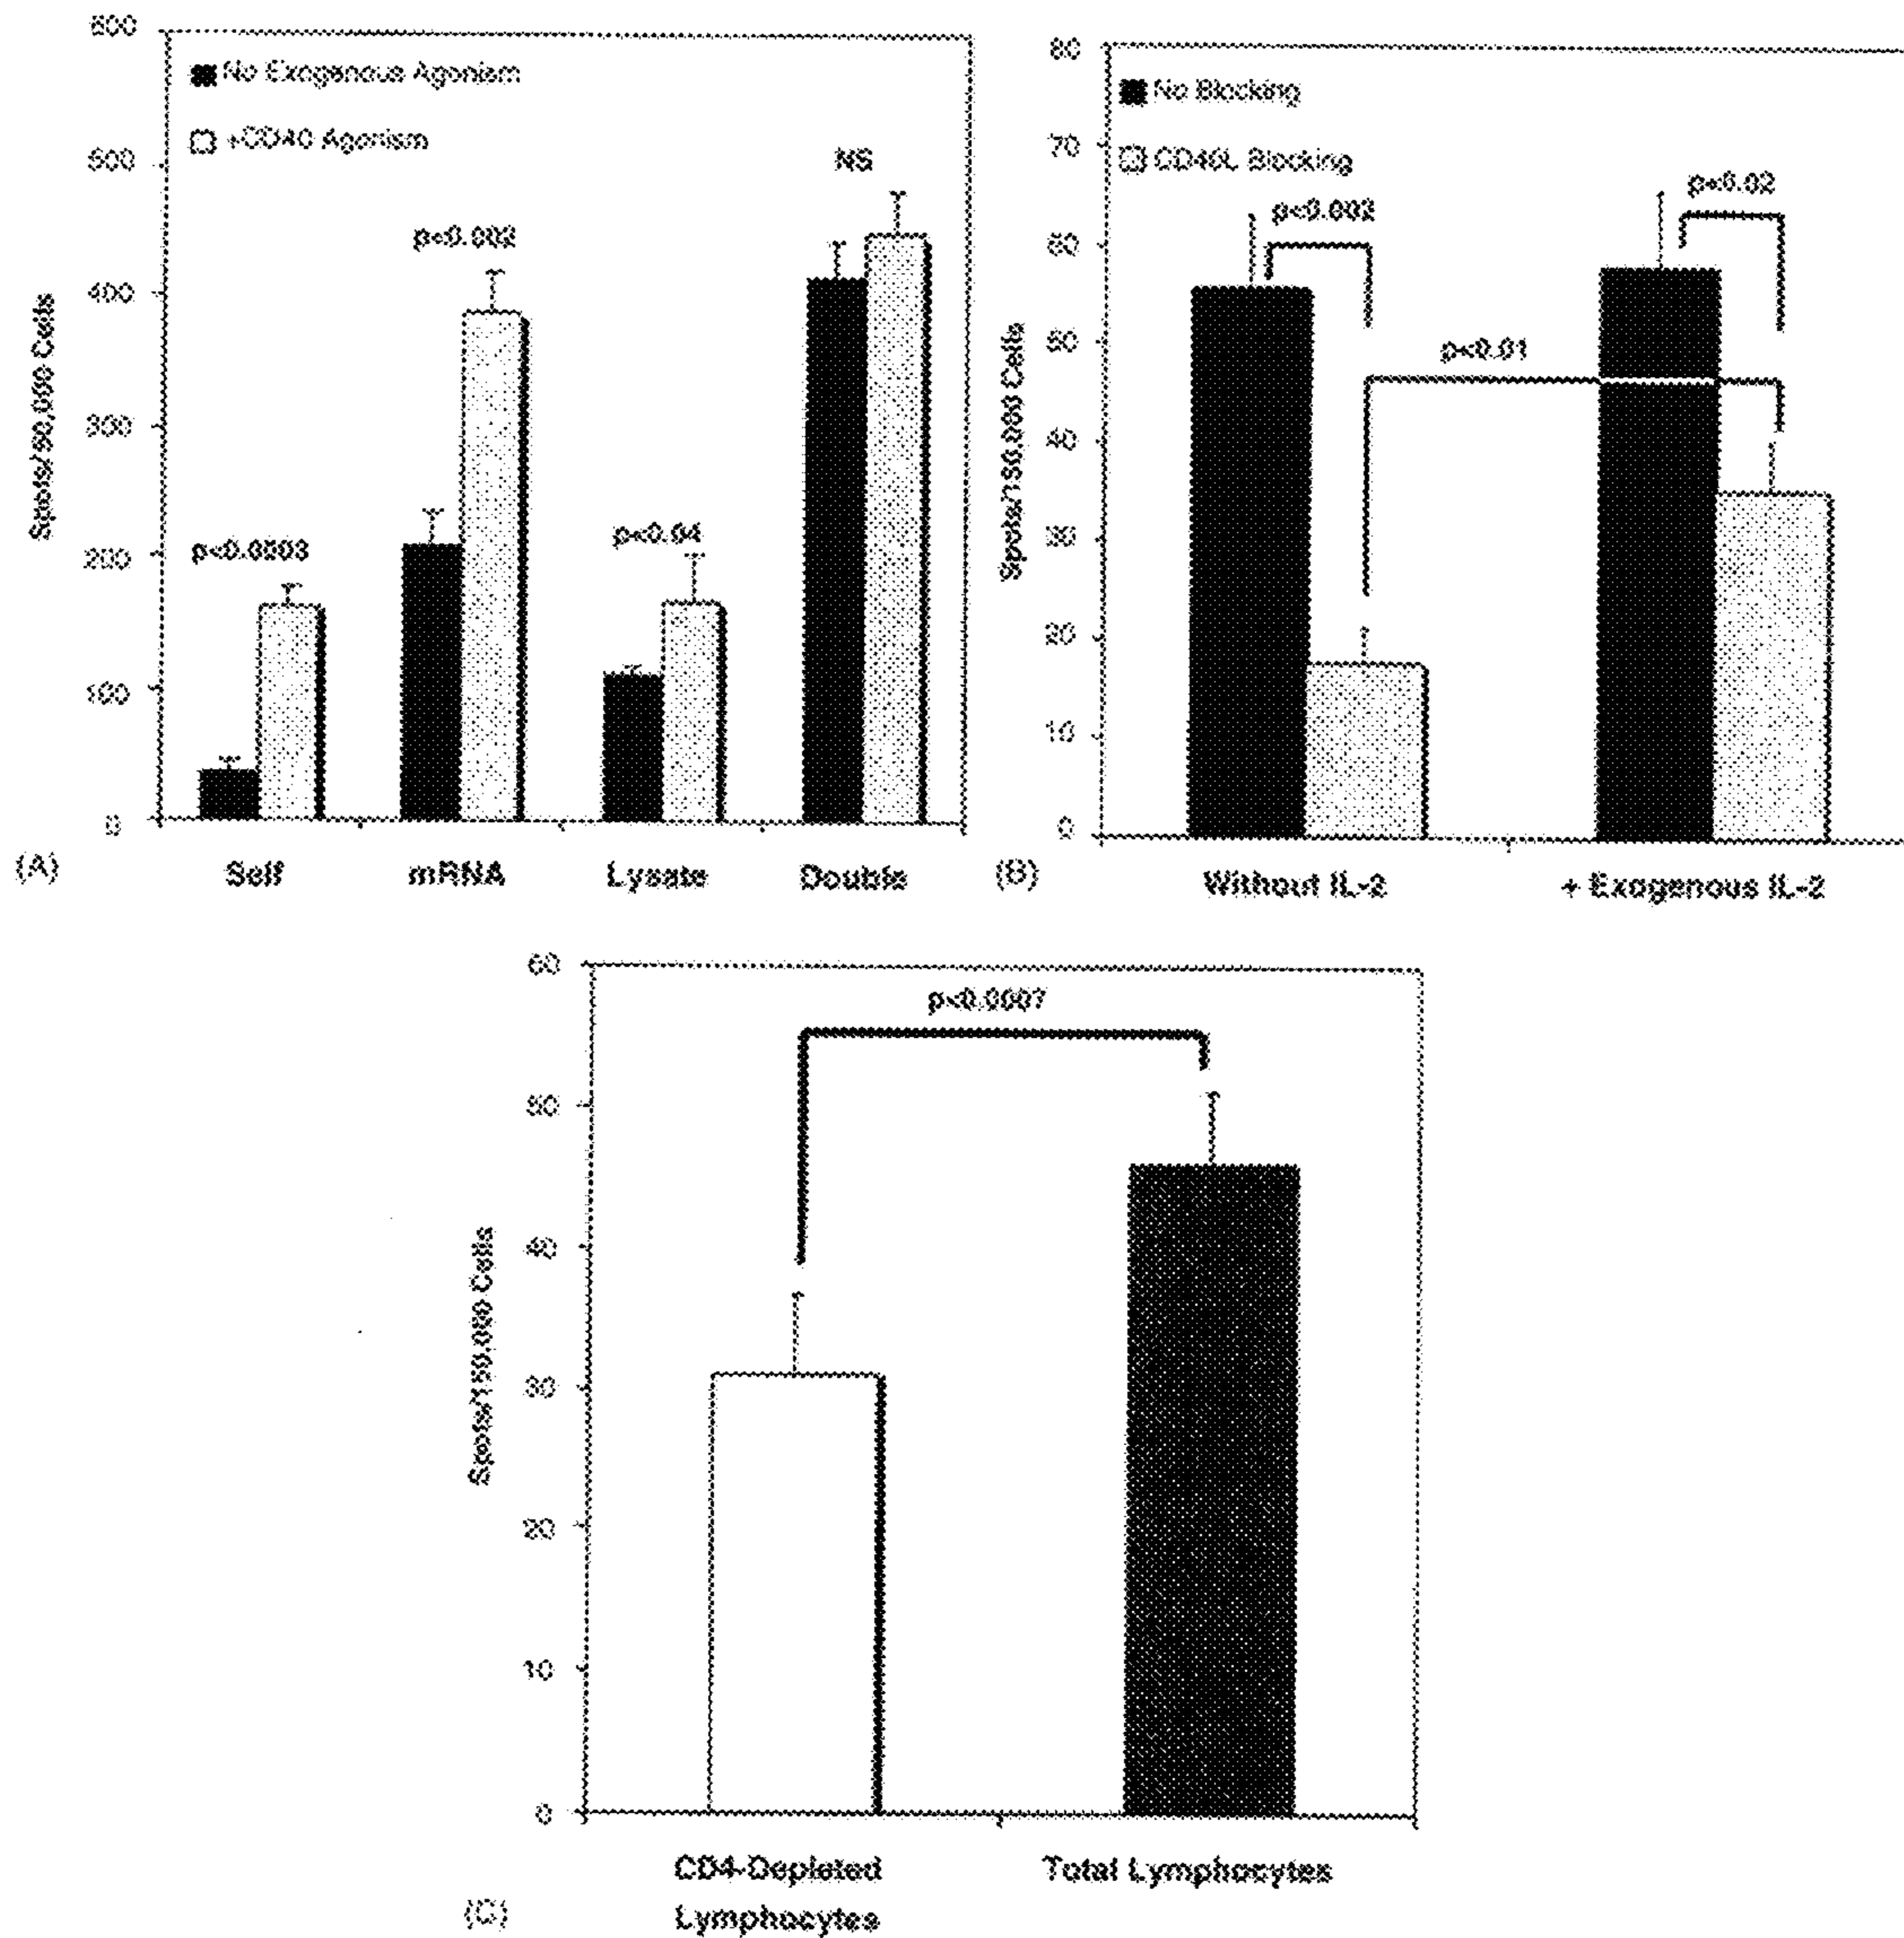 600
500
400
300
200
100
0
Spots/50,000 Cells
No Exogenous Agonism
+CD40 Agonism
p<0.0003
p<0.002
p<0.04
NS
Self
mRNA
Lysate
Double
(A)
80
70
60
50
40
30
20
10
0
Spots/150,000 Cells
No Blocking
CD40L Blocking
p<0.002
p<0.02
p<0.01
Without IL-2
+ Exogenous IL-2
(B)
60
50
40
30
20
10
0
Spots/150,000 Cells
p<0.0007
CD4-Depleted
Lymphocytes
Total Lymphocytes
(C)